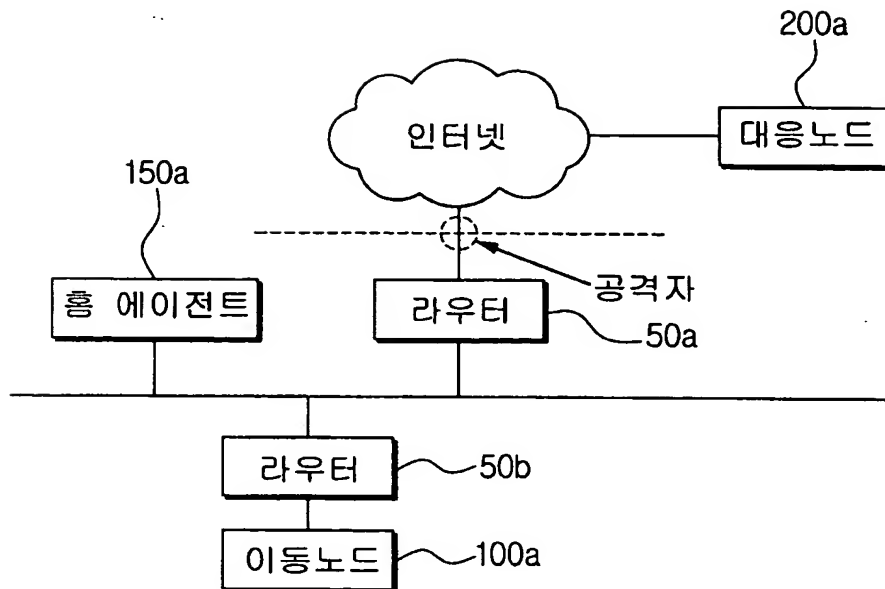 200a
인터넷
대응노드
150a
공격자
홈 에이전트
라우터
50a
라우터
50b
이동노드
100a